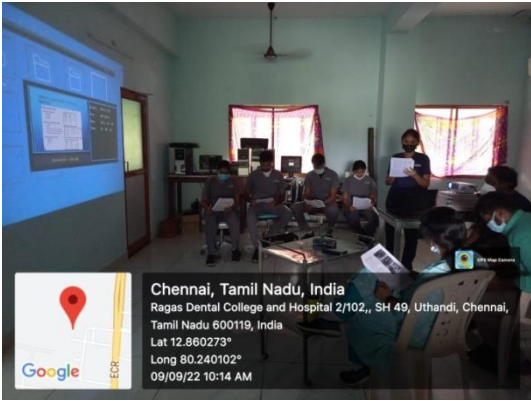 GPS Map Camera
Chennai, Tamil Nadu, India
Ragas Dental College and Hospital 2/102,, SH 49, Uthandi, Chennai,
Tamil Nadu 600119, India
Lat 12.860273°
Long 80.240102°
09/09/22 10:14 AM
Google
ECR